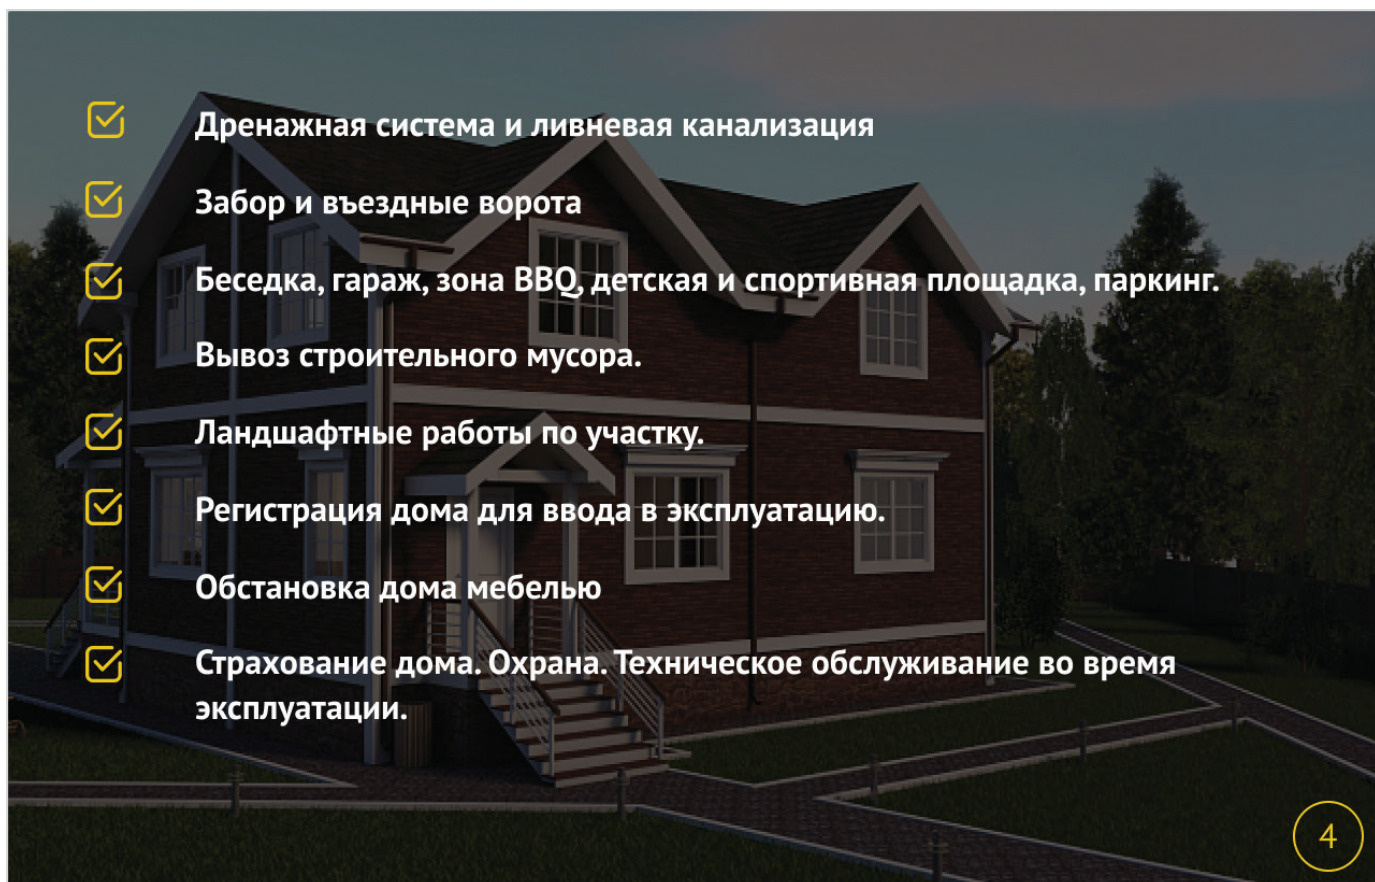 Дренажная система и ливневая канализация
Забор и въездные ворота
Беседка, гараж, зона BBQ, детская и спортивная площадка, паркинг.
Вывоз строительного мусора.
Ландшафтные работы по участку.
Регистрация дома для ввода в эксплуатацию.
Обстановка дома мебелью
Страхование дома. Охрана. Техническое обслуживание во время
эксплуатации.
4